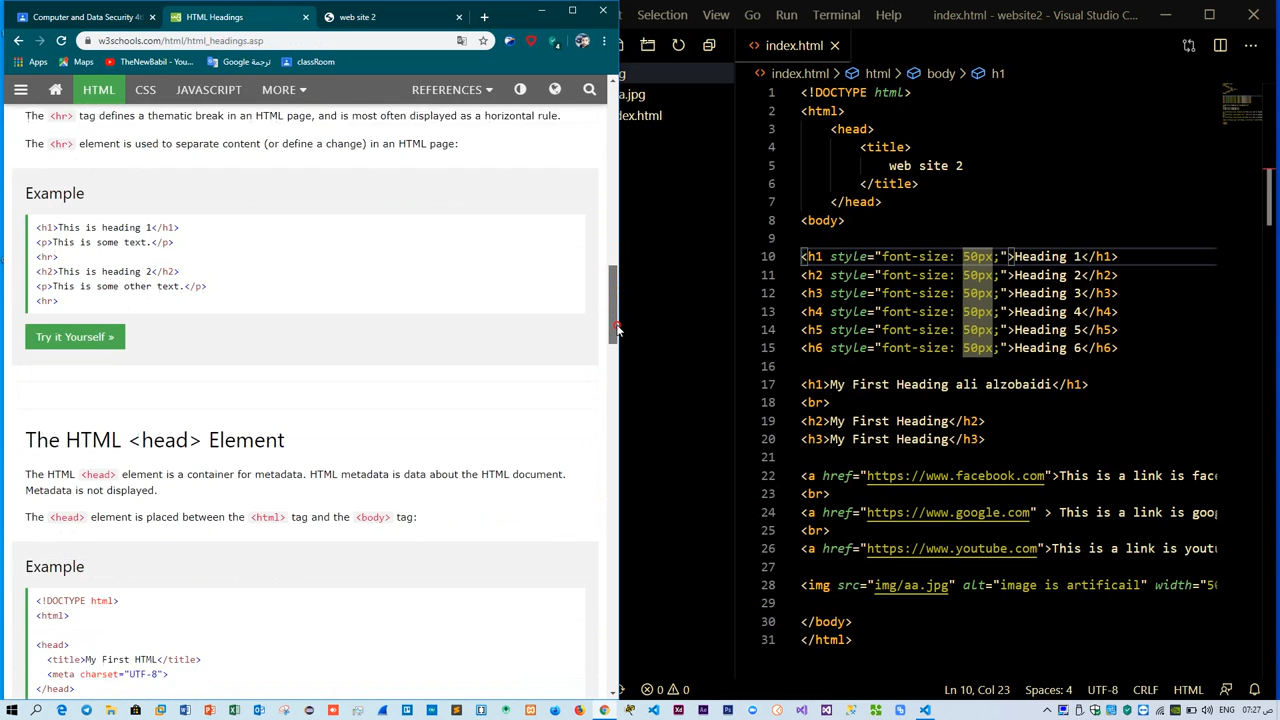 Computer and Data Security 4t
HTML Headings
web site 2
w3schools.com/html/html_headings.asp
Apps
Maps
TheNewBabil - You...
Google ترجمة
classRoom
HTML
CSS
JAVASCRIPT
MORE
REFERENCES
The <hr> tag defines a thematic break in an HTML page, and is most often displayed as a horizontal rule.
The <hr> element is used to separate content (or define a change) in an HTML page:
Example
<h1>This is heading 1</h1>
<p>This is some text.</p>
<hr>
<h2>This is heading 2</h2>
<p>This is some other text.</p>
<hr>
Try it Yourself »
The HTML <head> Element
The HTML <head> element is a container for metadata. HTML metadata is data about the HTML document.
Metadata is not displayed.
The <head> element is placed between the <html> tag and the <body> tag:
Example
<!DOCTYPE html>
<html>
<head>
<title>My First HTML</title>
<meta charset="UTF-8">
</head>
Selection View Go Run Terminal
index.html - website2 - Visual Studio C...
index.html
a.jpg
html
index.html html body h1
1 <!DOCTYPE html>
2 <html>
3 <head>
4 <title>
5 web site 2
6 </title>
7 </head>
8 <body>
9
10 <h1 style="font-size: 50px;">Heading 1</h1>
11 <h2 style="font-size: 50px;">Heading 2</h2>
12 <h3 style="font-size: 50px;">Heading 3</h3>
13 <h4 style="font-size: 50px;">Heading 4</h4>
14 <h5 style="font-size: 50px;">Heading 5</h5>
15 <h6 style="font-size: 50px;">Heading 6</h6>
16
17 <h1>My First Heading ali alzobaidi</h1>
18 <br>
19 <h2>My First Heading</h2>
20 <h3>My First Heading</h3>
21
22 <a href="https://www.facebook.com">This is a link is face
23 <br>
24 <a href="https://www.google.com" > This is a link is goog
25 <br>
26 <a href="https://www.youtube.com">This is a link is yout
27
28 <img src="img/aa.jpg" alt="image is artificail" width="50
29
30 </body>
31 </html>
0 0
Ln 10, Col 23 Spaces: 4 UTF-8 CRLF HTML
07:27 ص